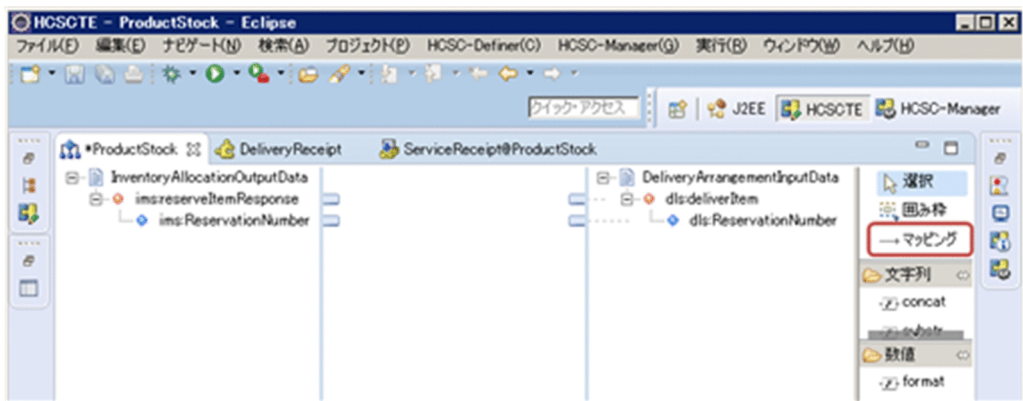 HCSCTE - ProductStock - Eclipse
ファイル(F) 編集(E) ナビゲート(N) 検索(A) プロジェクト(P) HCSC-Definer(C) HCSC-Manager(G) 実行(R) ウィンドウ(W) ヘルプ(H)
クイック・アクセス J2EE HCSCTE HCSC-Manager
*ProductStock DeliveryReceipt ServiceReceipt@ProductStock
InventoryAllocationOutputData DeliveryArrangementInputData 選択
ims:reserveItemResponse dls:deliverItem 囲み枠
ims:ReservationNumber dls:ReservationNumber マッピング
文字列
concat
substr
数値
format